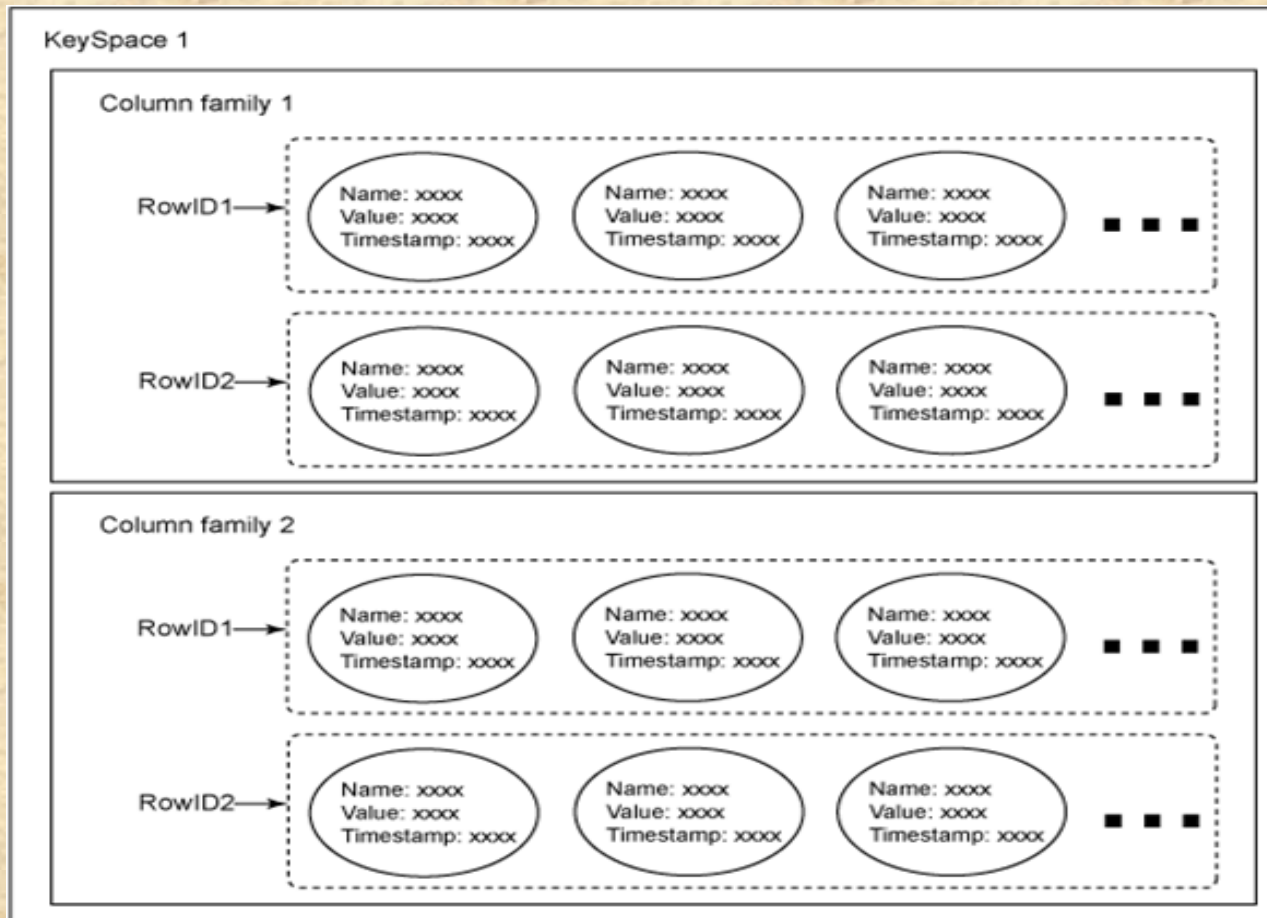 KeySpace 1
Column family 1
RowID1
Name: xxxx
Value: xxxx
Timestamp: xxxx
Name: xxxx
Value: xxxx
Timestamp: xxxx
Name: xxxx
Value: xxxx
Timestamp: xxxx
RowID2
Name: xxxx
Value: xxxx
Timestamp: xxxx
Name: xxxx
Value: xxxx
Timestamp: xxxx
Name: xxxx
Value: xxxx
Timestamp: xxxx
Column family 2
RowID1
Name: xxxx
Value: xxxx
Timestamp: xxxx
Name: xxxx
Value: xxxx
Timestamp: xxxx
Name: xxxx
Value: xxxx
Timestamp: xxxx
RowID2
Name: xxxx
Value: xxxx
Timestamp: xxxx
Name: xxxx
Value: xxxx
Timestamp: xxxx
Name: xxxx
Value: xxxx
Timestamp: xxxx